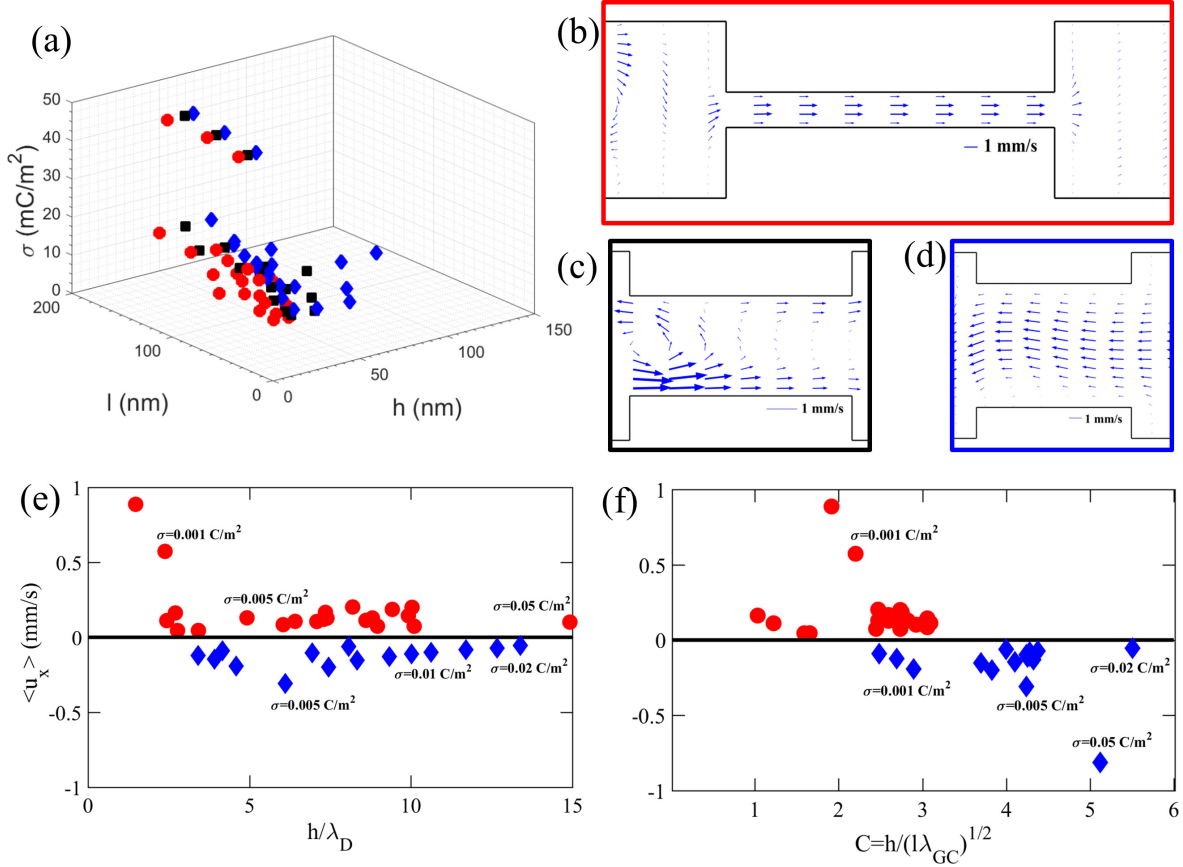 (a)
50
40
30
20
10
0
200
100
0
0
50
100
150
σ (mC/m²)
l (nm)
h (nm)
(b)
1 mm/s
(c)
1 mm/s
(d)
1 mm/s
(e)
1
0.5
0
-0.5
-1
0
5
10
15
<uₓ> (mm/s)
h/λ_D
σ=0.001 C/m²
σ=0.005 C/m²
σ=0.05 C/m²
σ=0.01 C/m²
σ=0.02 C/m²
σ=0.005 C/m²
(f)
1
0.5
0
-0.5
-1
1
2
3
4
5
6
C=h/(lλ_GC)^1/2
σ=0.001 C/m²
σ=0.001 C/m²
σ=0.02 C/m²
σ=0.005 C/m²
σ=0.05 C/m²